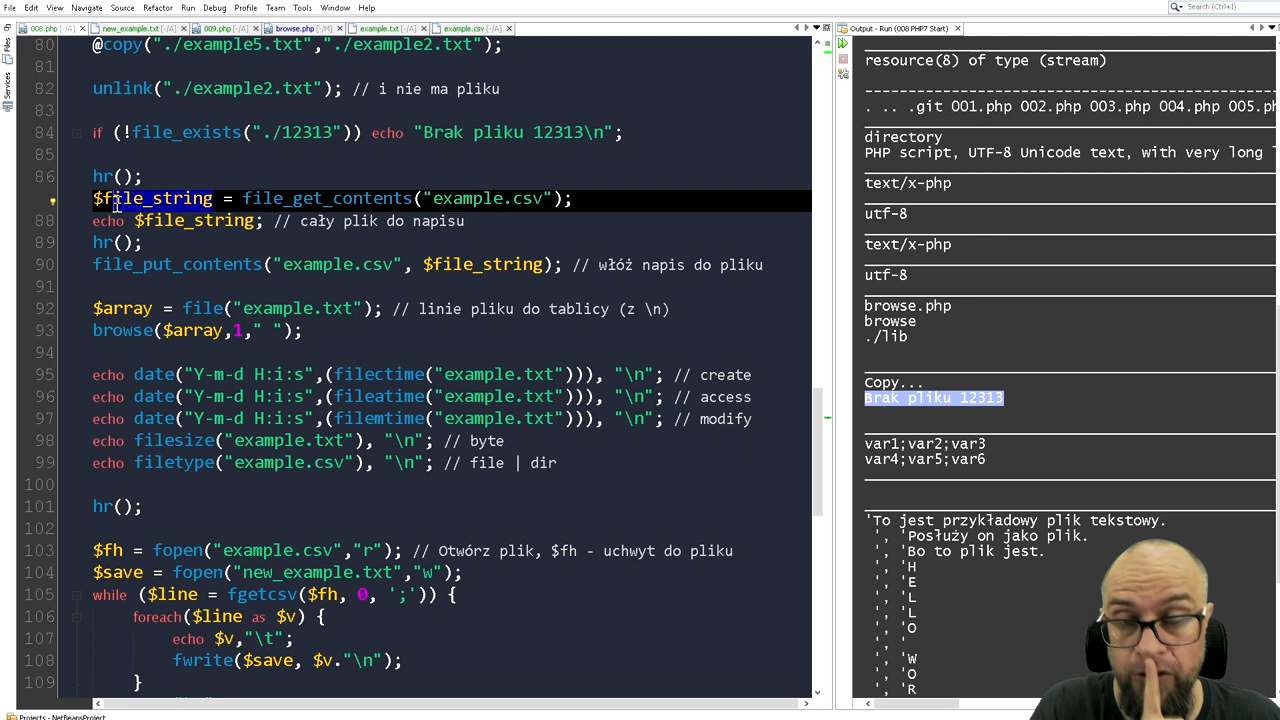 File Edit View Navigate Source Refactor Run Debug Profile Team Tools Window Help
Search (Ctrl+I)
008.php [-/A] new_example.txt [-/A] 009.php [-/A] browse.php [-/M] example.txt [-/A] example.csv [-/A]
Files
Services
80 @copy("./example5.txt","./example2.txt");
81
82 unlink("./example2.txt"); // i nie ma pliku
83
84 if (!file_exists("./12313")) echo "Brak pliku 12313\n";
85
86 hr();
$file_string = file_get_contents("example.csv");
88 echo $file_string; // cały plik do napisu
89 hr();
90 file_put_contents("example.csv", $file_string); // włóż napis do pliku
91
92 $array = file("example.txt"); // linie pliku do tablicy (z \n)
93 browse($array,1," ");
94
95 echo date("Y-m-d H:i:s",(filectime("example.txt"))), "\n"; // create
96 echo date("Y-m-d H:i:s",(fileatime("example.txt"))), "\n"; // access
97 echo date("Y-m-d H:i:s",(filemtime("example.txt"))), "\n"; // modify
98 echo filesize("example.txt"), "\n"; // byte
99 echo filetype("example.csv"), "\n"; // file | dir
100
101 hr();
102
103 $fh = fopen("example.csv","r"); // Otwórz plik, $fh - uchwyt do pliku
104 $save = fopen("new_example.txt","w");
105 while ($line = fgetcsv($fh, 0, ';')) {
106 foreach($line as $v) {
107 echo $v,"\t";
108 fwrite($save, $v."\n");
109 }
Output - Run (008 PHP7 Start)
resource(8) of type (stream)
. .. .git 001.php 002.php 003.php 004.php 005.p
directory
PHP script, UTF-8 Unicode text, with very long l
text/x-php
utf-8
text/x-php
utf-8
browse.php
browse
./lib
Copy...
Brak pliku 12313
var1;var2;var3
var4;var5;var6
'To jest przykładowy plik tekstowy.
', 'Posłuży on jako plik.
', 'Bo to plik jest.
', 'H
', 'E
', 'L
', 'L
', 'O
', '
', 'W
', 'O
', 'R
Projects - NetBeansProject